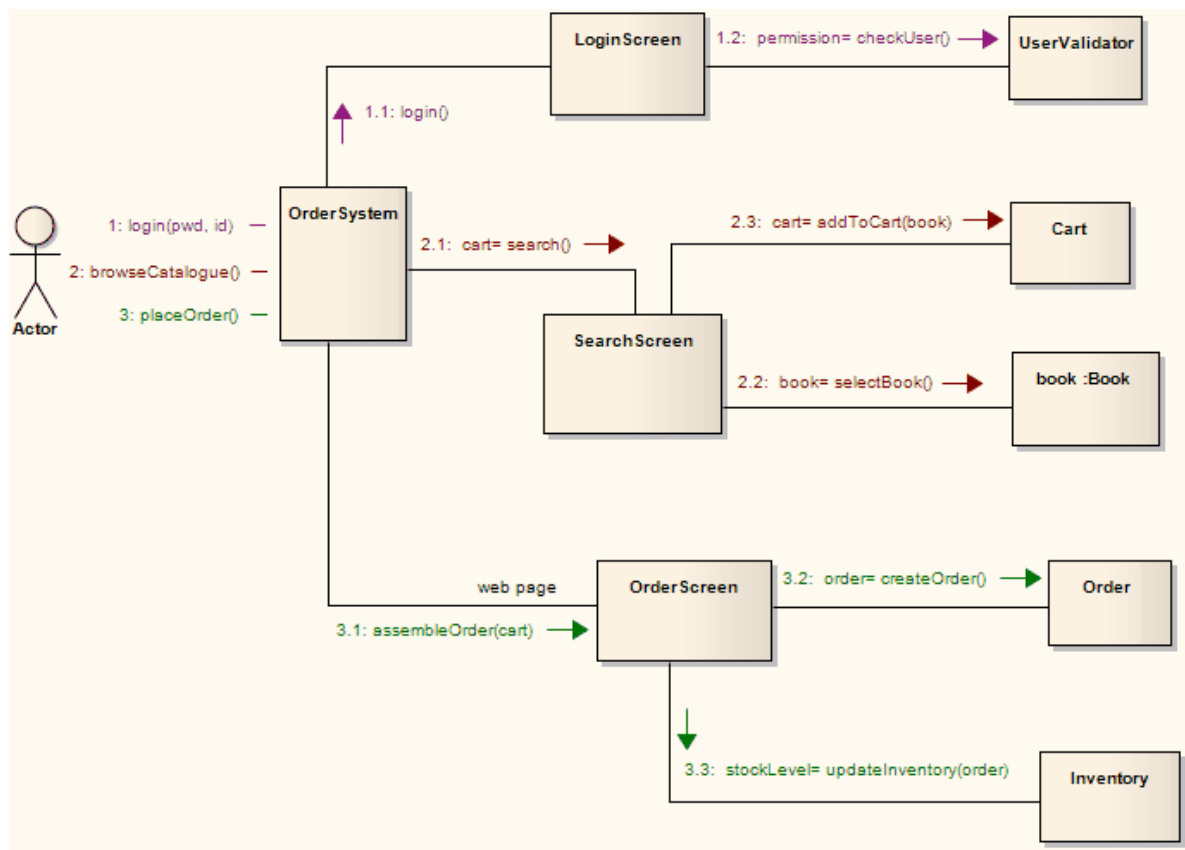 LoginScreen
1.2: permission= checkUser()
UserValidator
1.1: login()
OrderSystem
1: login(pwd, id)
2: browseCatalogue()
3: placeOrder()
Actor
2.1: cart= search()
2.3: cart= addToCart(book)
Cart
SearchScreen
2.2: book= selectBook()
book :Book
web page
OrderScreen
3.2: order= createOrder()
Order
3.1: assembleOrder(cart)
3.3: stockLevel= updateInventory(order)
Inventory